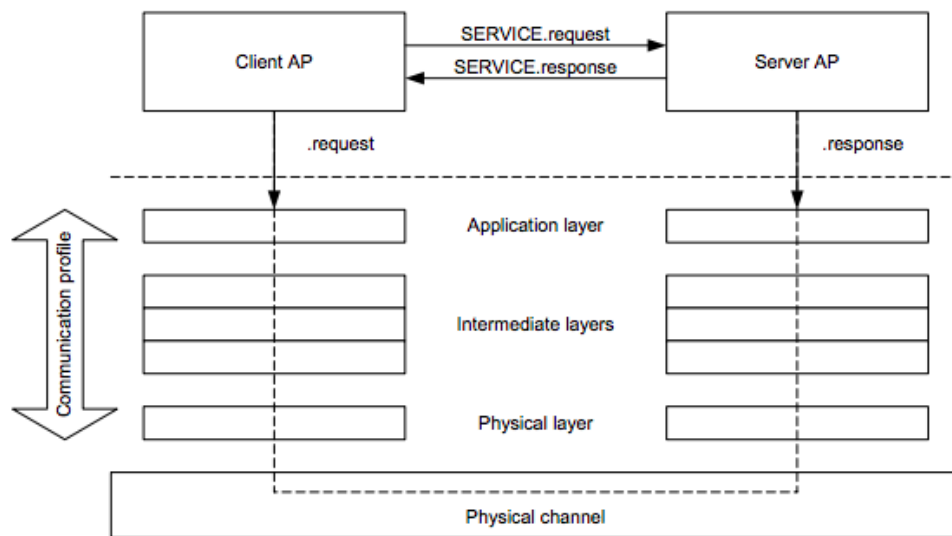 Client AP
SERVICE.request
SERVICE.response
Server AP
.request
.response
Communication profile
Application layer
Intermediate layers
Physical layer
Physical channel